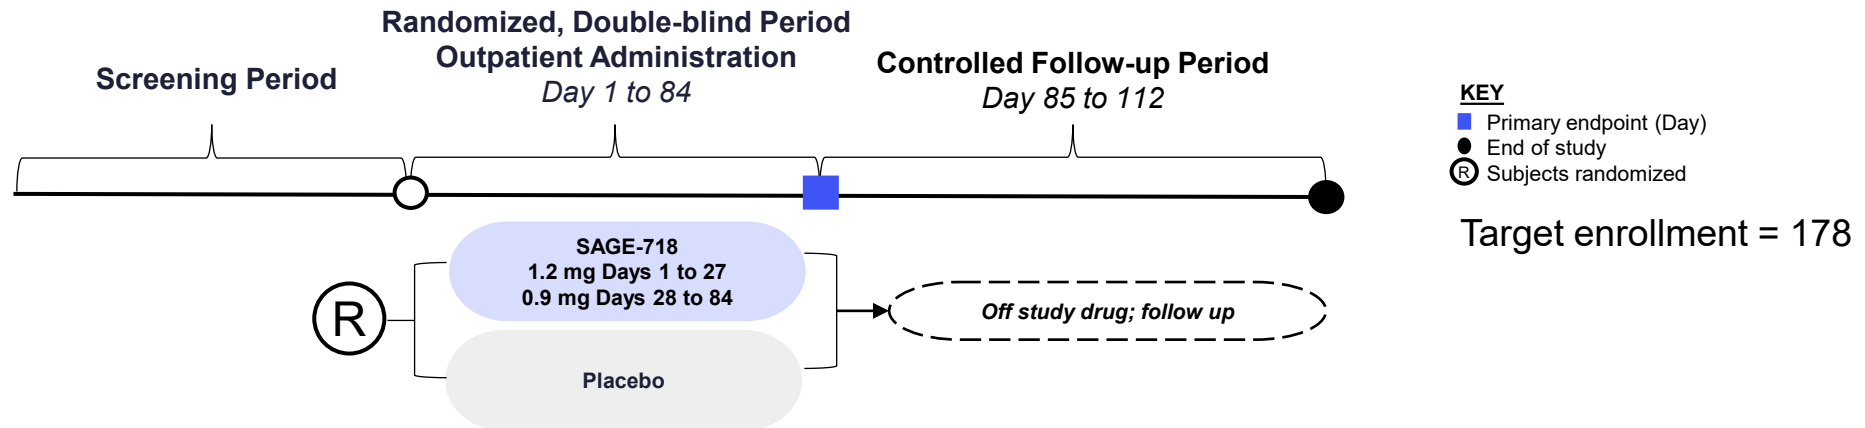 Screening Period
Randomized, Double-blind Period
Outpatient Administration
Day 1 to 84
Controlled Follow-up Period
Day 85 to 112
KEY
Primary endpoint (Day)
End of study
R Subjects randomized
Target enrollment = 178
R
SAGE-718
1.2 mg Days 1 to 27
0.9 mg Days 28 to 84
Placebo
Off study drug; follow up